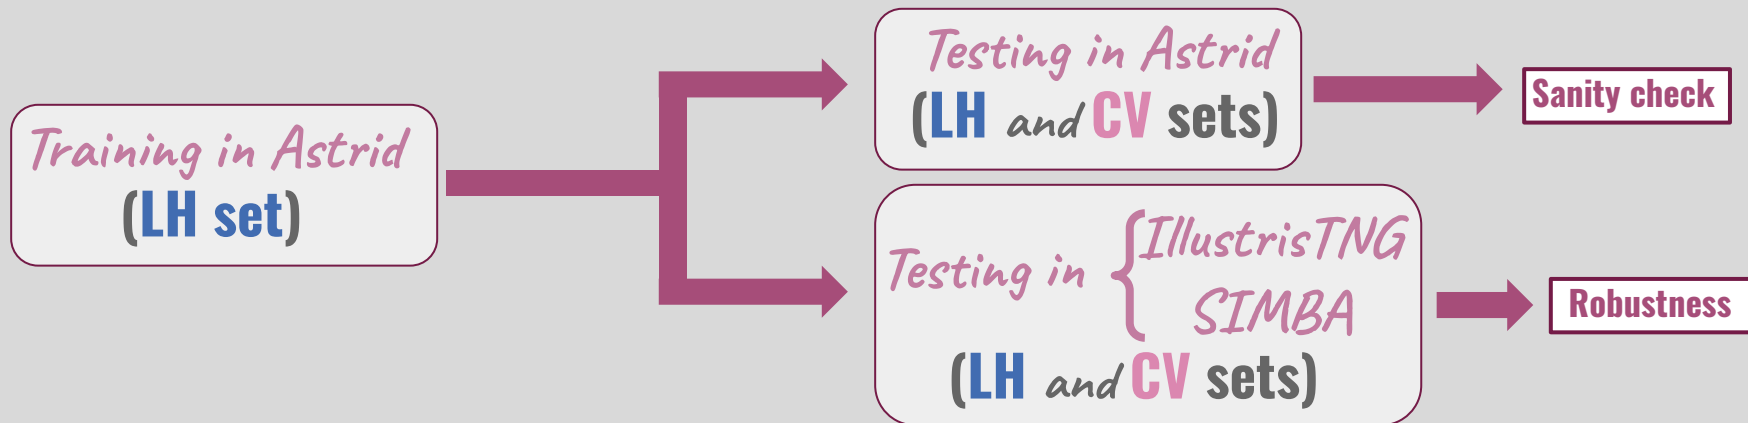 Training in Astrid
(LH set)
Testing in Astrid
(LH and CV sets)
Sanity check
Testing in { IllustrisTNG
SIMBA
(LH and CV sets)
Robustness